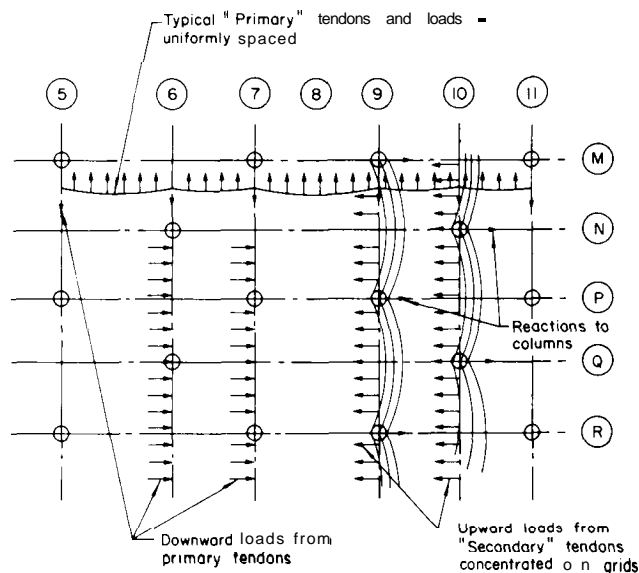 Typical "Primary" tendons and loads -
uniformly spaced
5 6 7 8 9 10 11
M
N
P
Reactions to
columns
Q
R
Downward loads from
primary tendons
Upward loads from
"Secondary" tendons
concentrated on grids